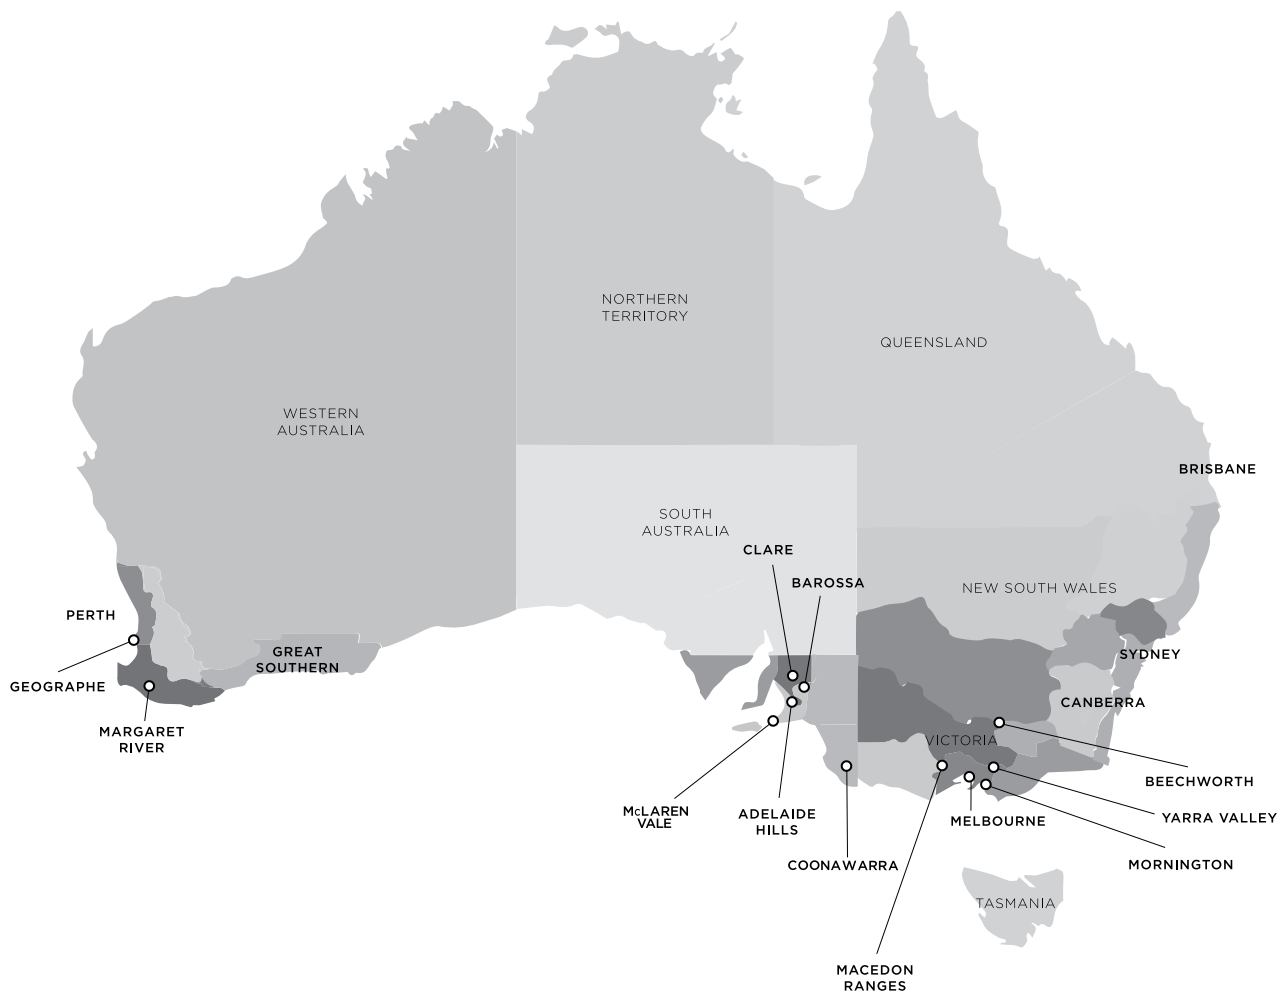 NORTHERN
TERRITORY
QUEENSLAND
WESTERN
AUSTRALIA
BRISBANE
SOUTH
AUSTRALIA
CLARE
BAROSSA
NEW SOUTH WALES
PERTH
GREAT
SOUTHERN
SYDNEY
GEOGRAPHE
CANBERRA
MARGARET
RIVER
VICTORIA
BEECHWORTH
McLAREN
VALE
ADELAIDE
HILLS
MELBOURNE
YARRA VALLEY
COONAWARRA
MORNINGTON
TASMANIA
MACEDON
RANGES